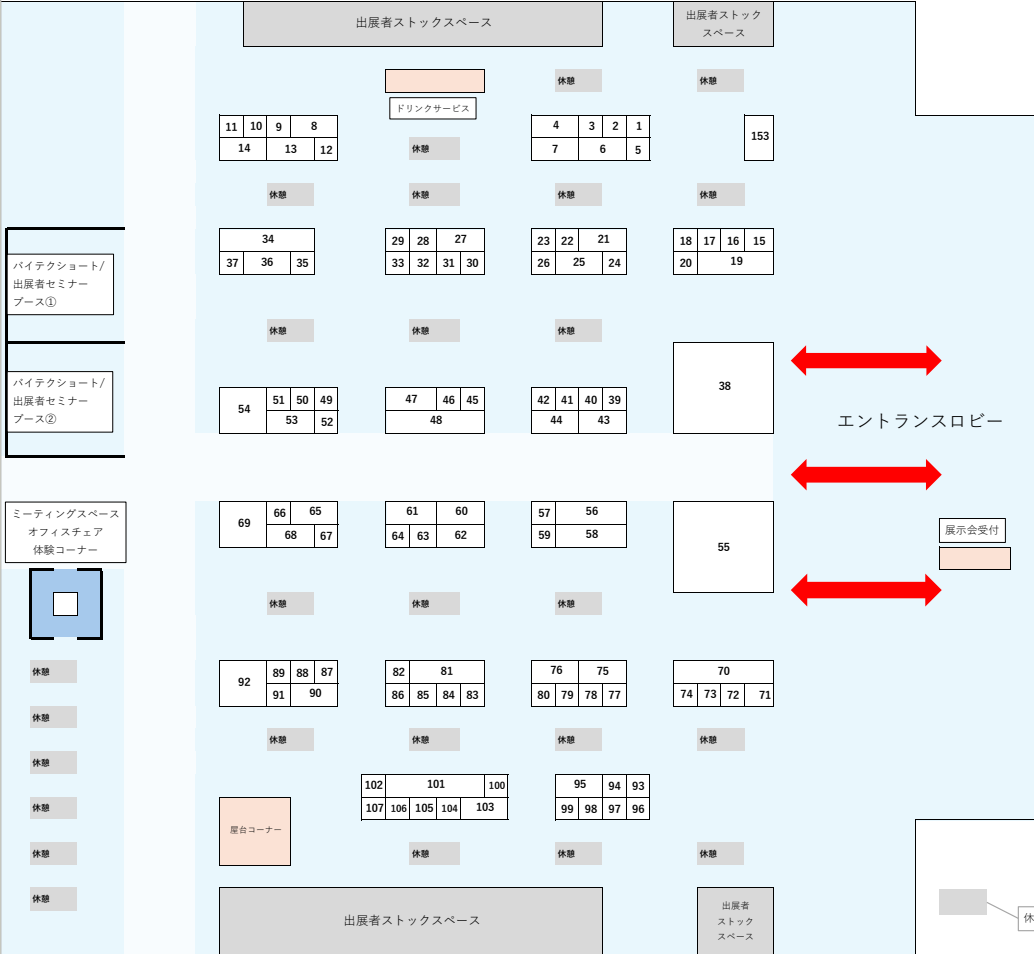 出展者ストックスペース
出展者ストック
スペース
休憩
休憩
ドリンクサービス
11 10 9 8
14 13 12
休憩
4 3 2 1
7 6 5
153
休憩
休憩
休憩
休憩
34
37 36 35
29 28 27
33 32 31 30
23 22 21
26 25 24
18 17 16 15
20 19
バイテクショート/
出展者セミナー
ブース①
休憩
休憩
休憩
38
バイテクショート/
出展者セミナー
ブース②
54 51 50 49
53 52
47 46 45
48
42 41 40 39
44 43
エントランスロビー
ミーティングスペース
オフィスチェア
体験コーナー
69 66 65
68 67
61 60
64 63 62
57 56
59 58
55
展示会受付
休憩
休憩
休憩
92 89 88 87
91 90
82 81
86 85 84 83
76 75
80 79 78 77
70
74 73 72 71
休憩
休憩
休憩
休憩
休憩
休憩
休憩
休憩
休憩
休憩
102 101 100
107 106 105 104 103
95 94 93
99 98 97 96
屋台コーナー
休憩
休憩
休憩
出展者ストックスペース
出展者
ストック
スペース
休